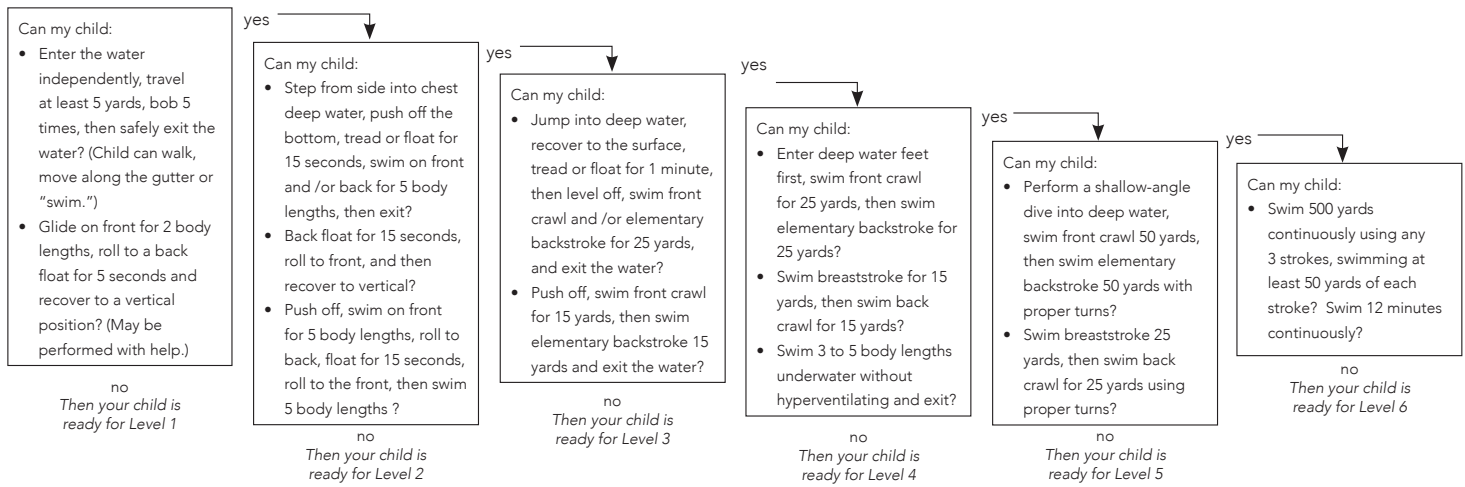 Can my child:
• Enter the water
independently, travel
at least 5 yards, bob 5
times, then safely exit the
water? (Child can walk,
move along the gutter or
“swim.”)
• Glide on front for 2 body
lengths, roll to a back
float for 5 seconds and
recover to a vertical
position? (May be
performed with help.)
no
Then your child is
ready for Level 1
yes
Can my child:
• Step from side into chest
deep water, push off the
bottom, tread or float for
15 seconds, swim on front
and /or back for 5 body
lengths, then exit?
• Back float for 15 seconds,
roll to front, and then
recover to vertical?
• Push off, swim on front
for 5 body lengths, roll to
back, float for 15 seconds,
roll to the front, then swim
5 body lengths ?
no
Then your child is
ready for Level 2
yes
Can my child:
• Jump into deep water,
recover to the surface,
tread or float for 1 minute,
then level off, swim front
crawl and /or elementary
backstroke for 25 yards,
and exit the water?
• Push off, swim front crawl
for 15 yards, then swim
elementary backstroke 15
yards and exit the water?
no
Then your child is
ready for Level 3
yes
Can my child:
• Enter deep water feet
first, swim front crawl
for 25 yards, then swim
elementary backstroke for
25 yards?
• Swim breaststroke for 15
yards, then swim back
crawl for 15 yards?
• Swim 3 to 5 body lengths
underwater without
hyperventilating and exit?
no
Then your child is
ready for Level 4
yes
Can my child:
• Perform a shallow-angle
dive into deep water,
swim front crawl 50 yards,
then swim elementary
backstroke 50 yards with
proper turns?
• Swim breaststroke 25
yards, then swim back
crawl for 25 yards using
proper turns?
no
Then your child is
ready for Level 5
yes
Can my child:
• Swim 500 yards
continuously using any
3 strokes, swimming at
least 50 yards of each
stroke? Swim 12 minutes
continuously?
no
Then your child is
ready for Level 6